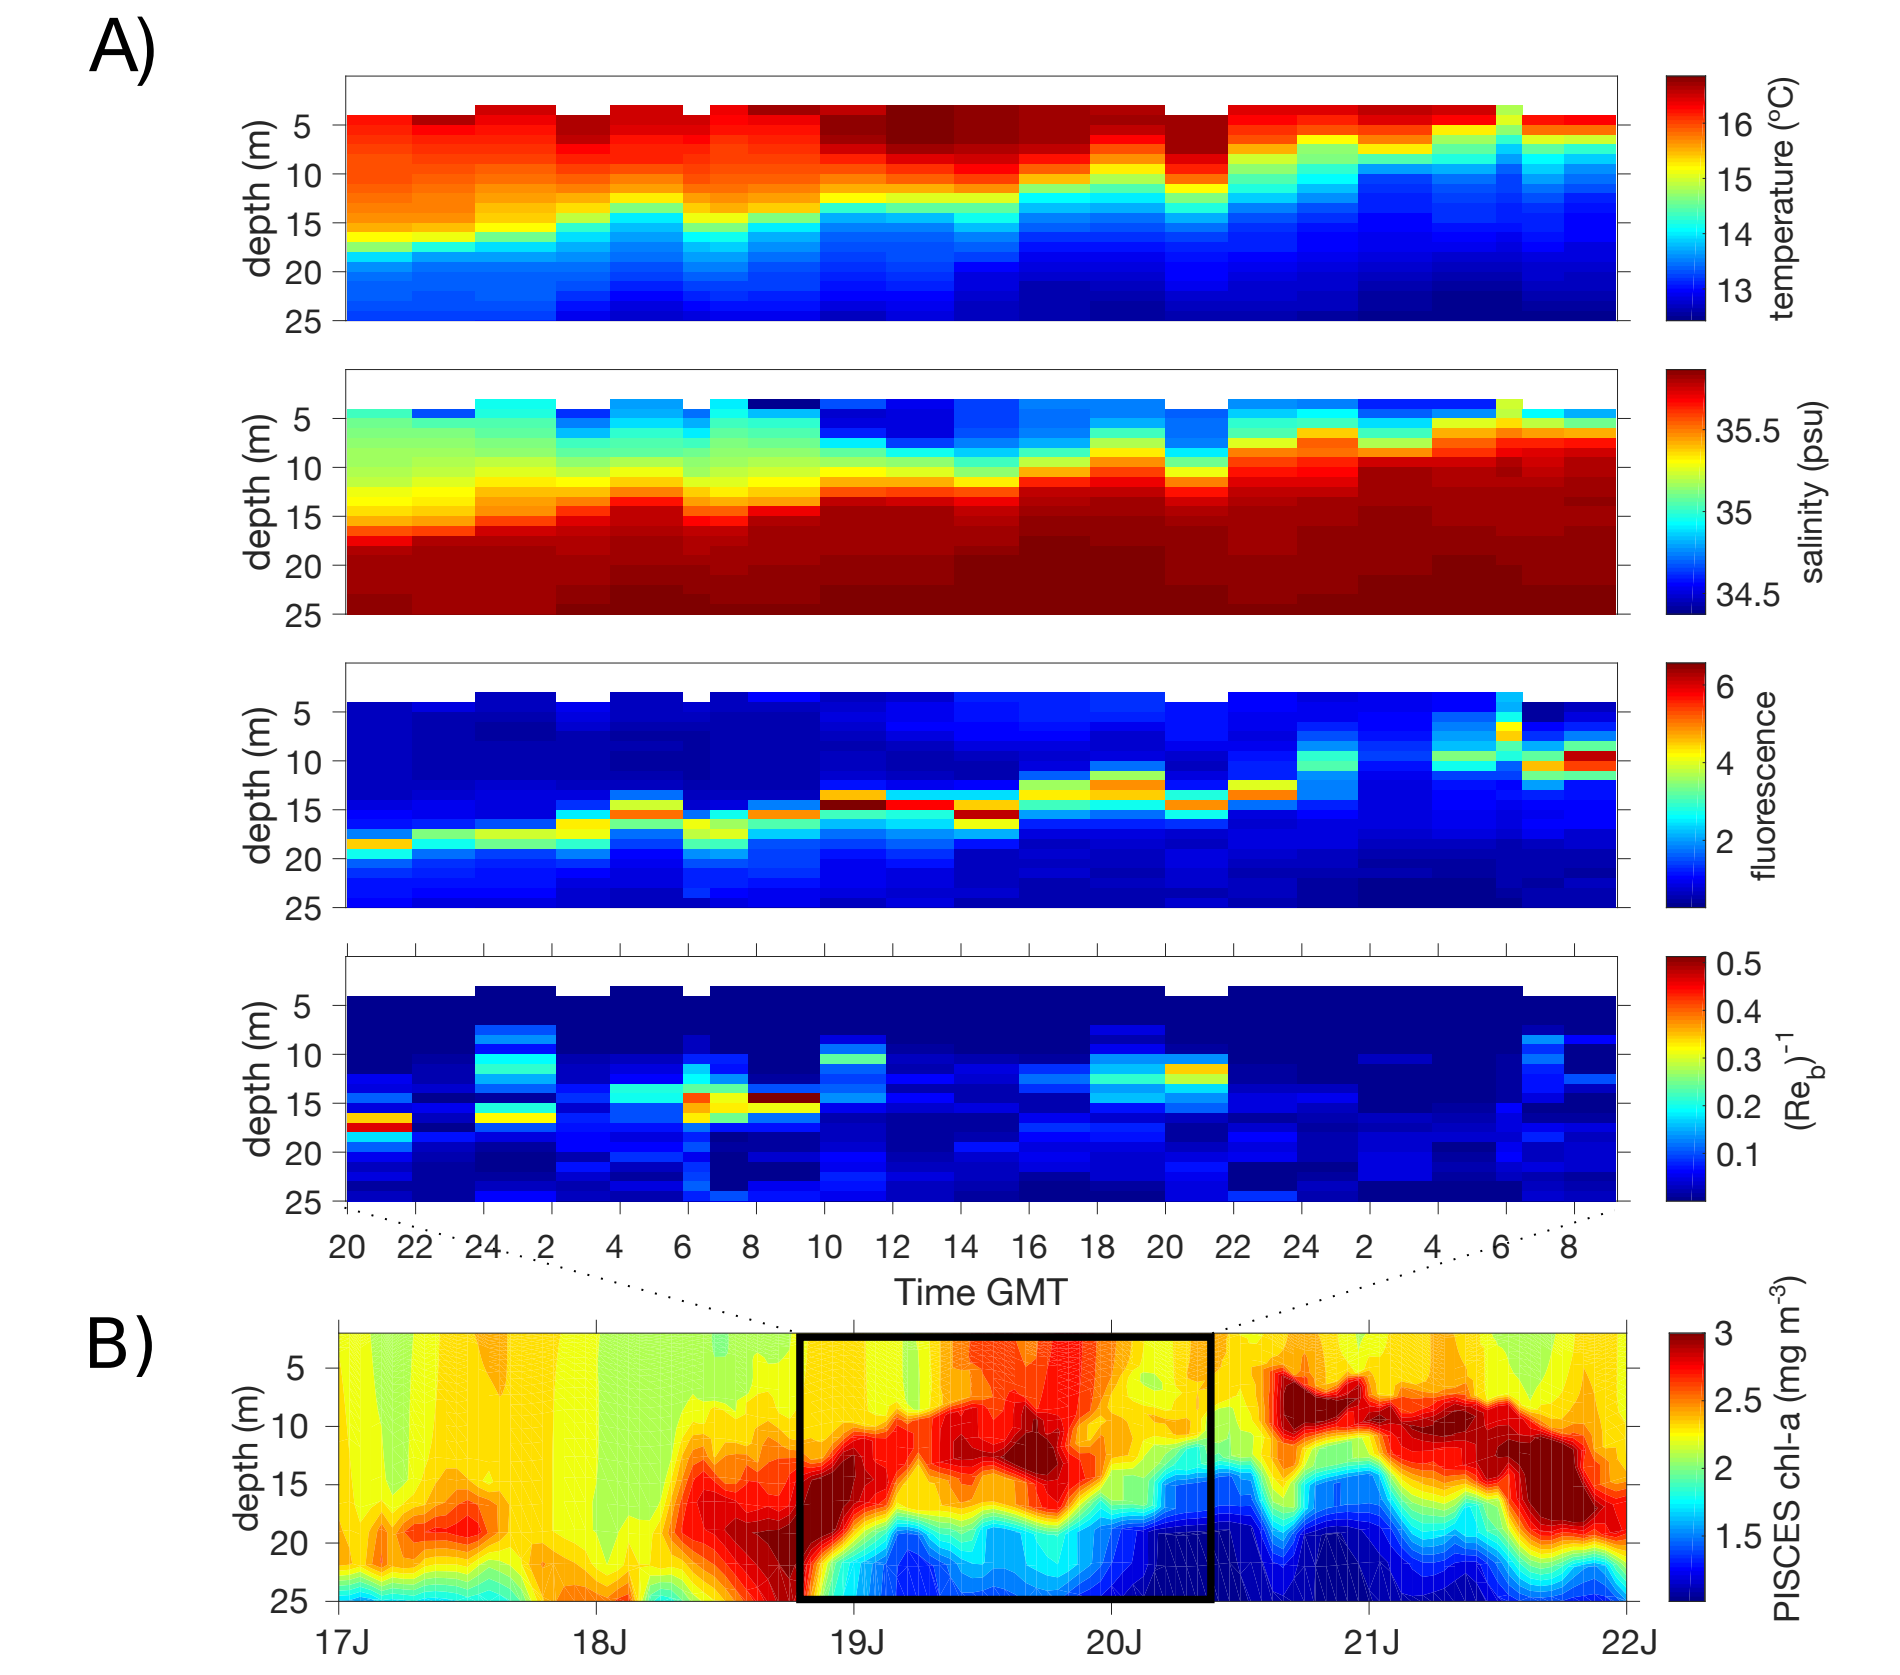 A)
depth (m)
5
10
15
20
25
16
15
14
13
temperature (ºC)
depth (m)
5
10
15
20
25
35.5
35
34.5
salinity (psu)
depth (m)
5
10
15
20
25
6
4
2
fluorescence
depth (m)
5
10
15
20
25
0.5
0.4
0.3
0.2
0.1
(Re_b)^-1
20 22 24 2 4 6 8 10 12 14 16 18 20 22 24 2 4 6 8
Time GMT
B)
depth (m)
5
10
15
20
25
3
2.5
2
1.5
PISCES chl-a (mg m^-3)
17J 18J 19J 20J 21J 22J